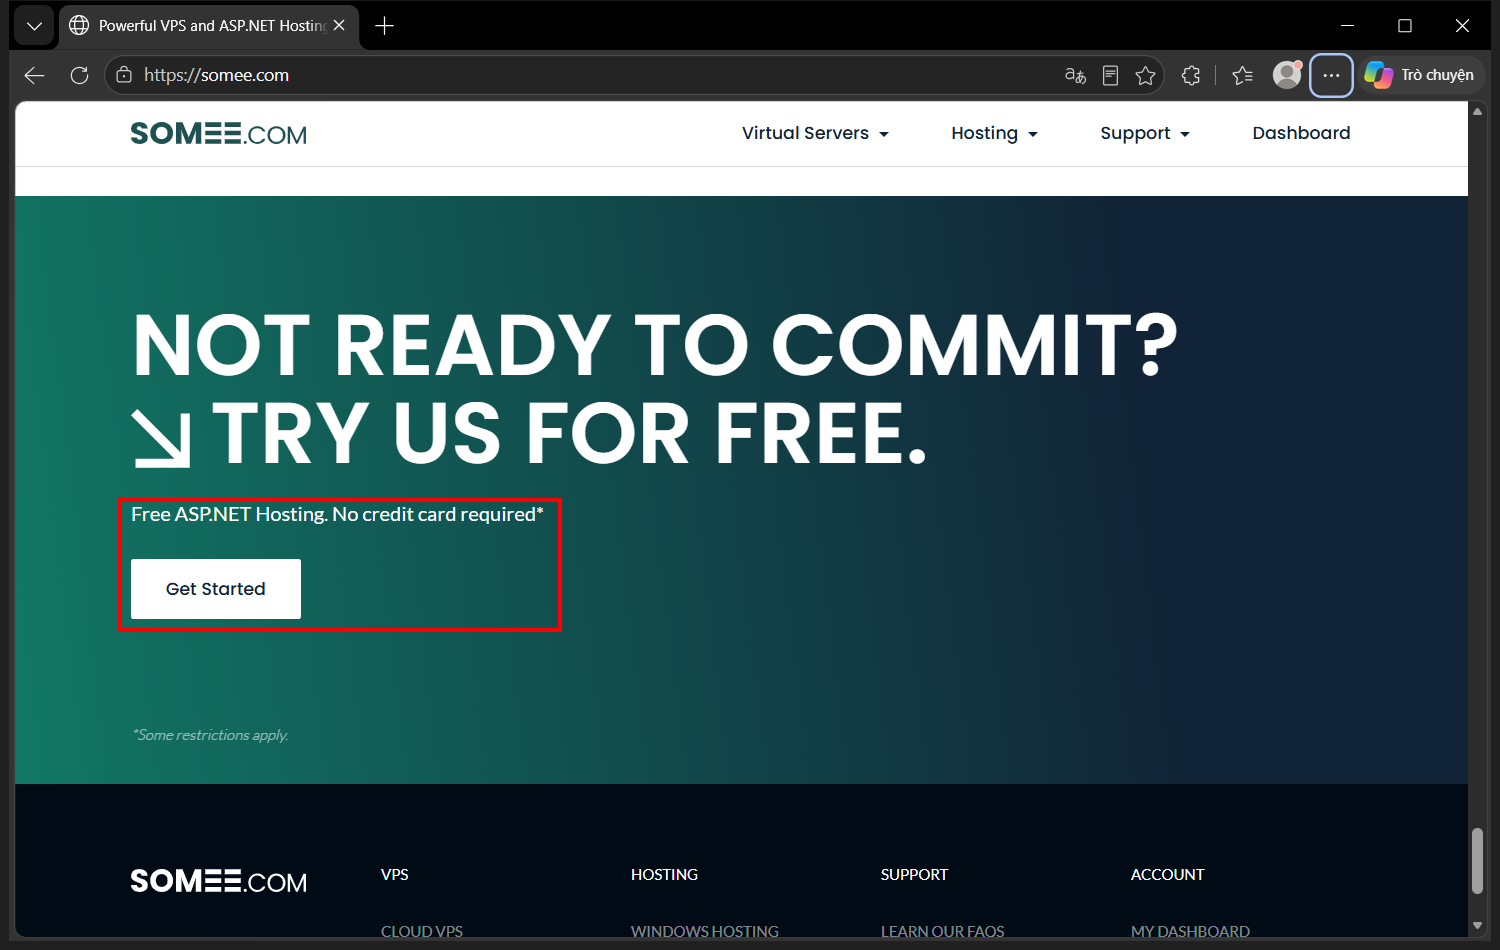 Powerful VPS and ASP.NET Hosting
https://somee.com
Trò chuyện
SOMEE.COM
Virtual Servers
Hosting
Support
Dashboard
NOT READY TO COMMIT?
TRY US FOR FREE.
Free ASP.NET Hosting. No credit card required*
Get Started
*Some restrictions apply.
SOMEE.COM
VPS
HOSTING
SUPPORT
ACCOUNT
CLOUD VPS
WINDOWS HOSTING
LEARN OUR FAQS
MY DASHBOARD